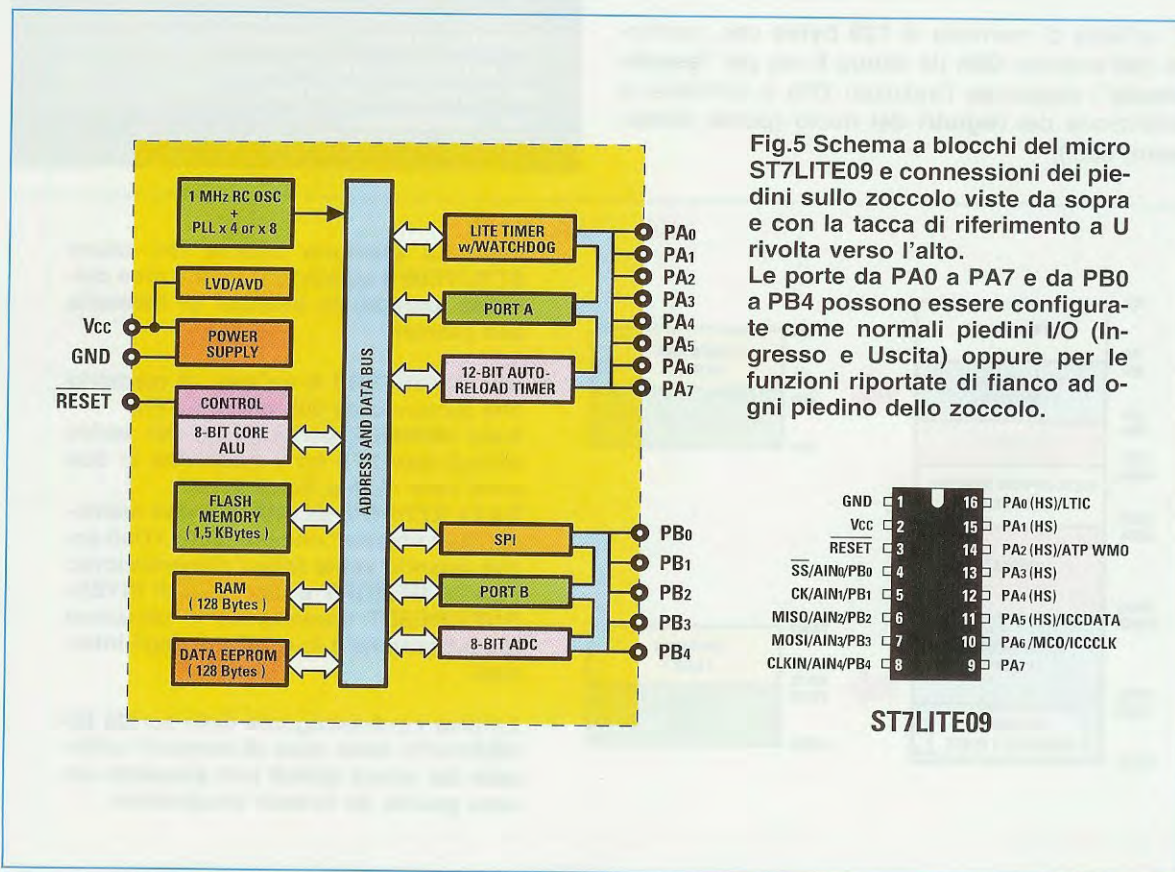 Fig.5 Schema a blocchi del micro
ST7LITE09 e connessioni dei pie-
dini sullo zoccolo viste da sopra
e con la tacca di riferimento a U
rivolta verso l'alto.
Le porte da PA0 a PA7 e da PB0
a PB4 possono essere configura-
te come normali piedini I/O (In-
gresso e Uscita) oppure per le
funzioni riportate di fianco ad o-
gni piedino dello zoccolo.
1 MHz RC OSC
+
PLL x 4 or x 8
LVD/AVD
POWER
SUPPLY
CONTROL
8-BIT CORE
ALU
FLASH
MEMORY
( 1,5 KBytes )
RAM
( 128 Bytes )
DATA EEPROM
( 128 Bytes )
Vcc
GND
RESET
ADDRESS AND DATA BUS
LITE TIMER
w/WATCHDOG
PORT A
12-BIT AUTO-
RELOAD TIMER
SPI
PORT B
8-BIT ADC
PA0
PA1
PA2
PA3
PA4
PA5
PA6
PA7
PB0
PB1
PB2
PB3
PB4
GND 1 16 PA0 (HS)/LTIC
Vcc 2 15 PA1 (HS)
RESET 3 14 PA2 (HS)/ATP WMO
SS/AIN0/PB0 4 13 PA3 (HS)
CK/AIN1/PB1 5 12 PA4 (HS)
MISO/AIN2/PB2 6 11 PA5 (HS)/ICCDATA
MOSI/AIN3/PB3 7 10 PA6 /MCO/ICCCLK
CLKIN/AIN4/PB4 8 9 PA7
ST7LITE09